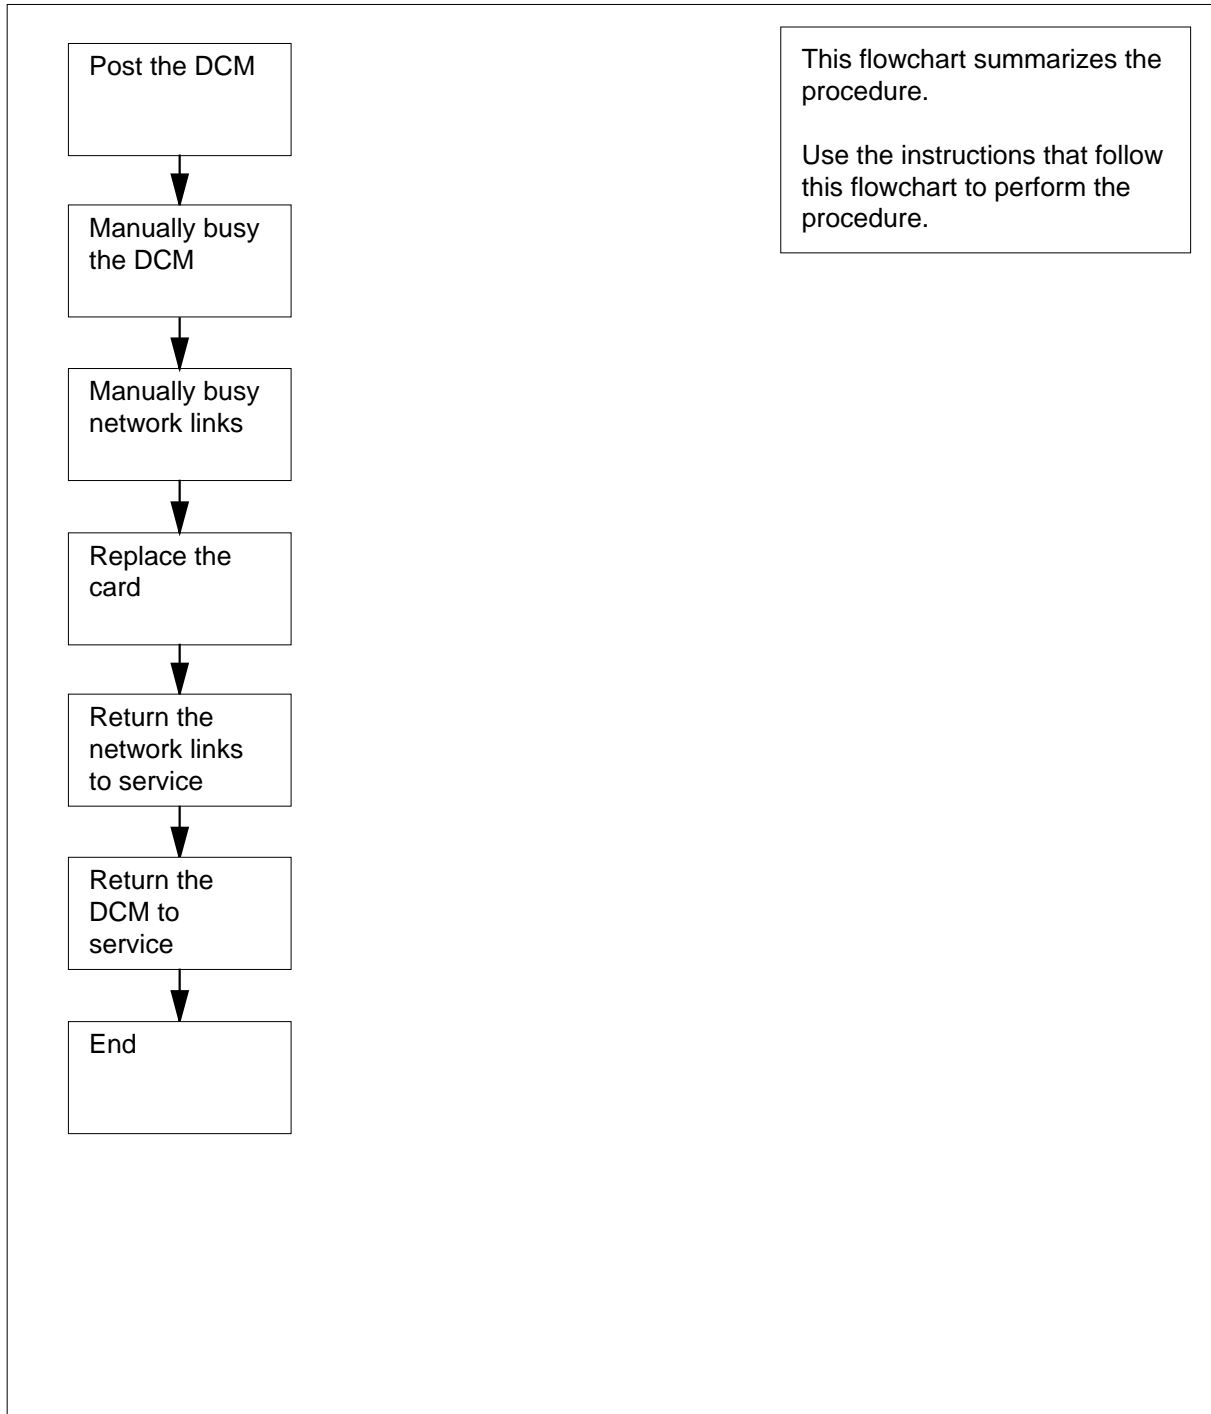 Post the DCM
Manually busy
the DCM
Manually busy
network links
Replace the
card
Return the
network links
to service
Return the
DCM to
service
End
This flowchart summarizes the
procedure.
Use the instructions that follow
this flowchart to perform the
procedure.